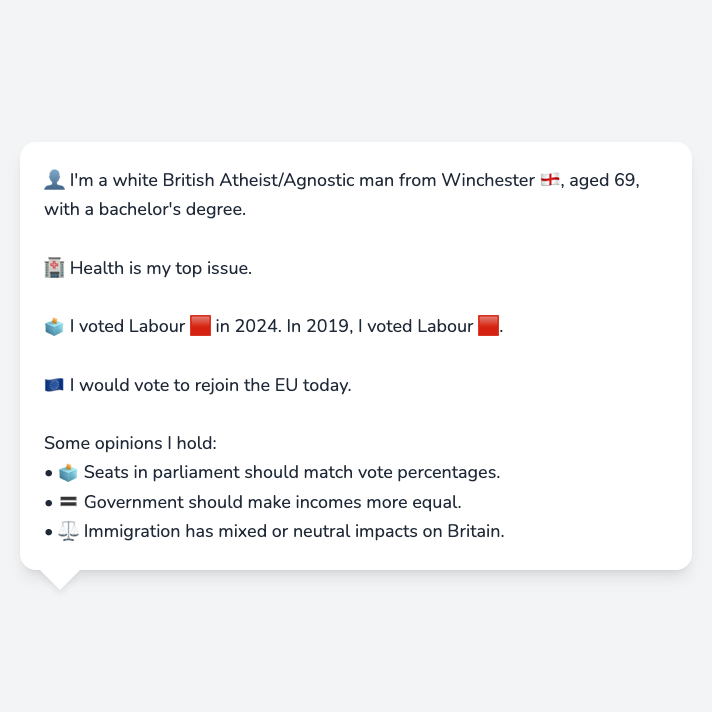 👤 I'm a white British Atheist/Agnostic man from Winchester 🏴󠁧󠁢󠁥󠁮󠁧󠁿, aged 69,
with a bachelor's degree.
🏥 Health is my top issue.
🗳️ I voted Labour 🟥 in 2024. In 2019, I voted Labour 🟥.
🇪🇺 I would vote to rejoin the EU today.
Some opinions I hold:
• 🗳️ Seats in parliament should match vote percentages.
• 🟰 Government should make incomes more equal.
• ⚖️ Immigration has mixed or neutral impacts on Britain.